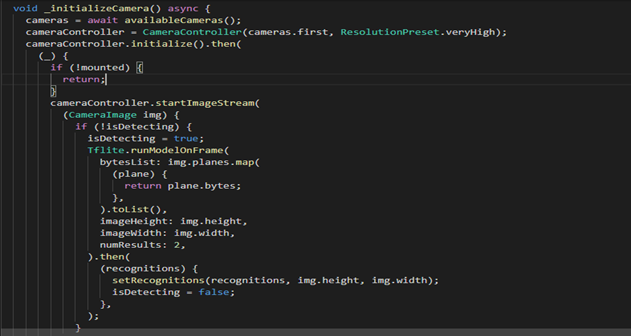 void _initializeCamera() async {
cameras = await availableCameras();
cameraController = CameraController(cameras.first, ResolutionPreset.veryHigh);
cameraController.initialize().then(
(_) {
if (!mounted) {
return;
}
cameraController.startImageStream(
(CameraImage img) {
if (!isDetecting) {
isDetecting = true;
Tflite.runModelOnFrame(
bytesList: img.planes.map(
(plane) {
return plane.bytes;
},
).toList(),
imageHeight: img.height,
imageWidth: img.width,
numResults: 2,
).then(
(recognitions) {
setRecognitions(recognitions, img.height, img.width);
isDetecting = false;
},
);
}